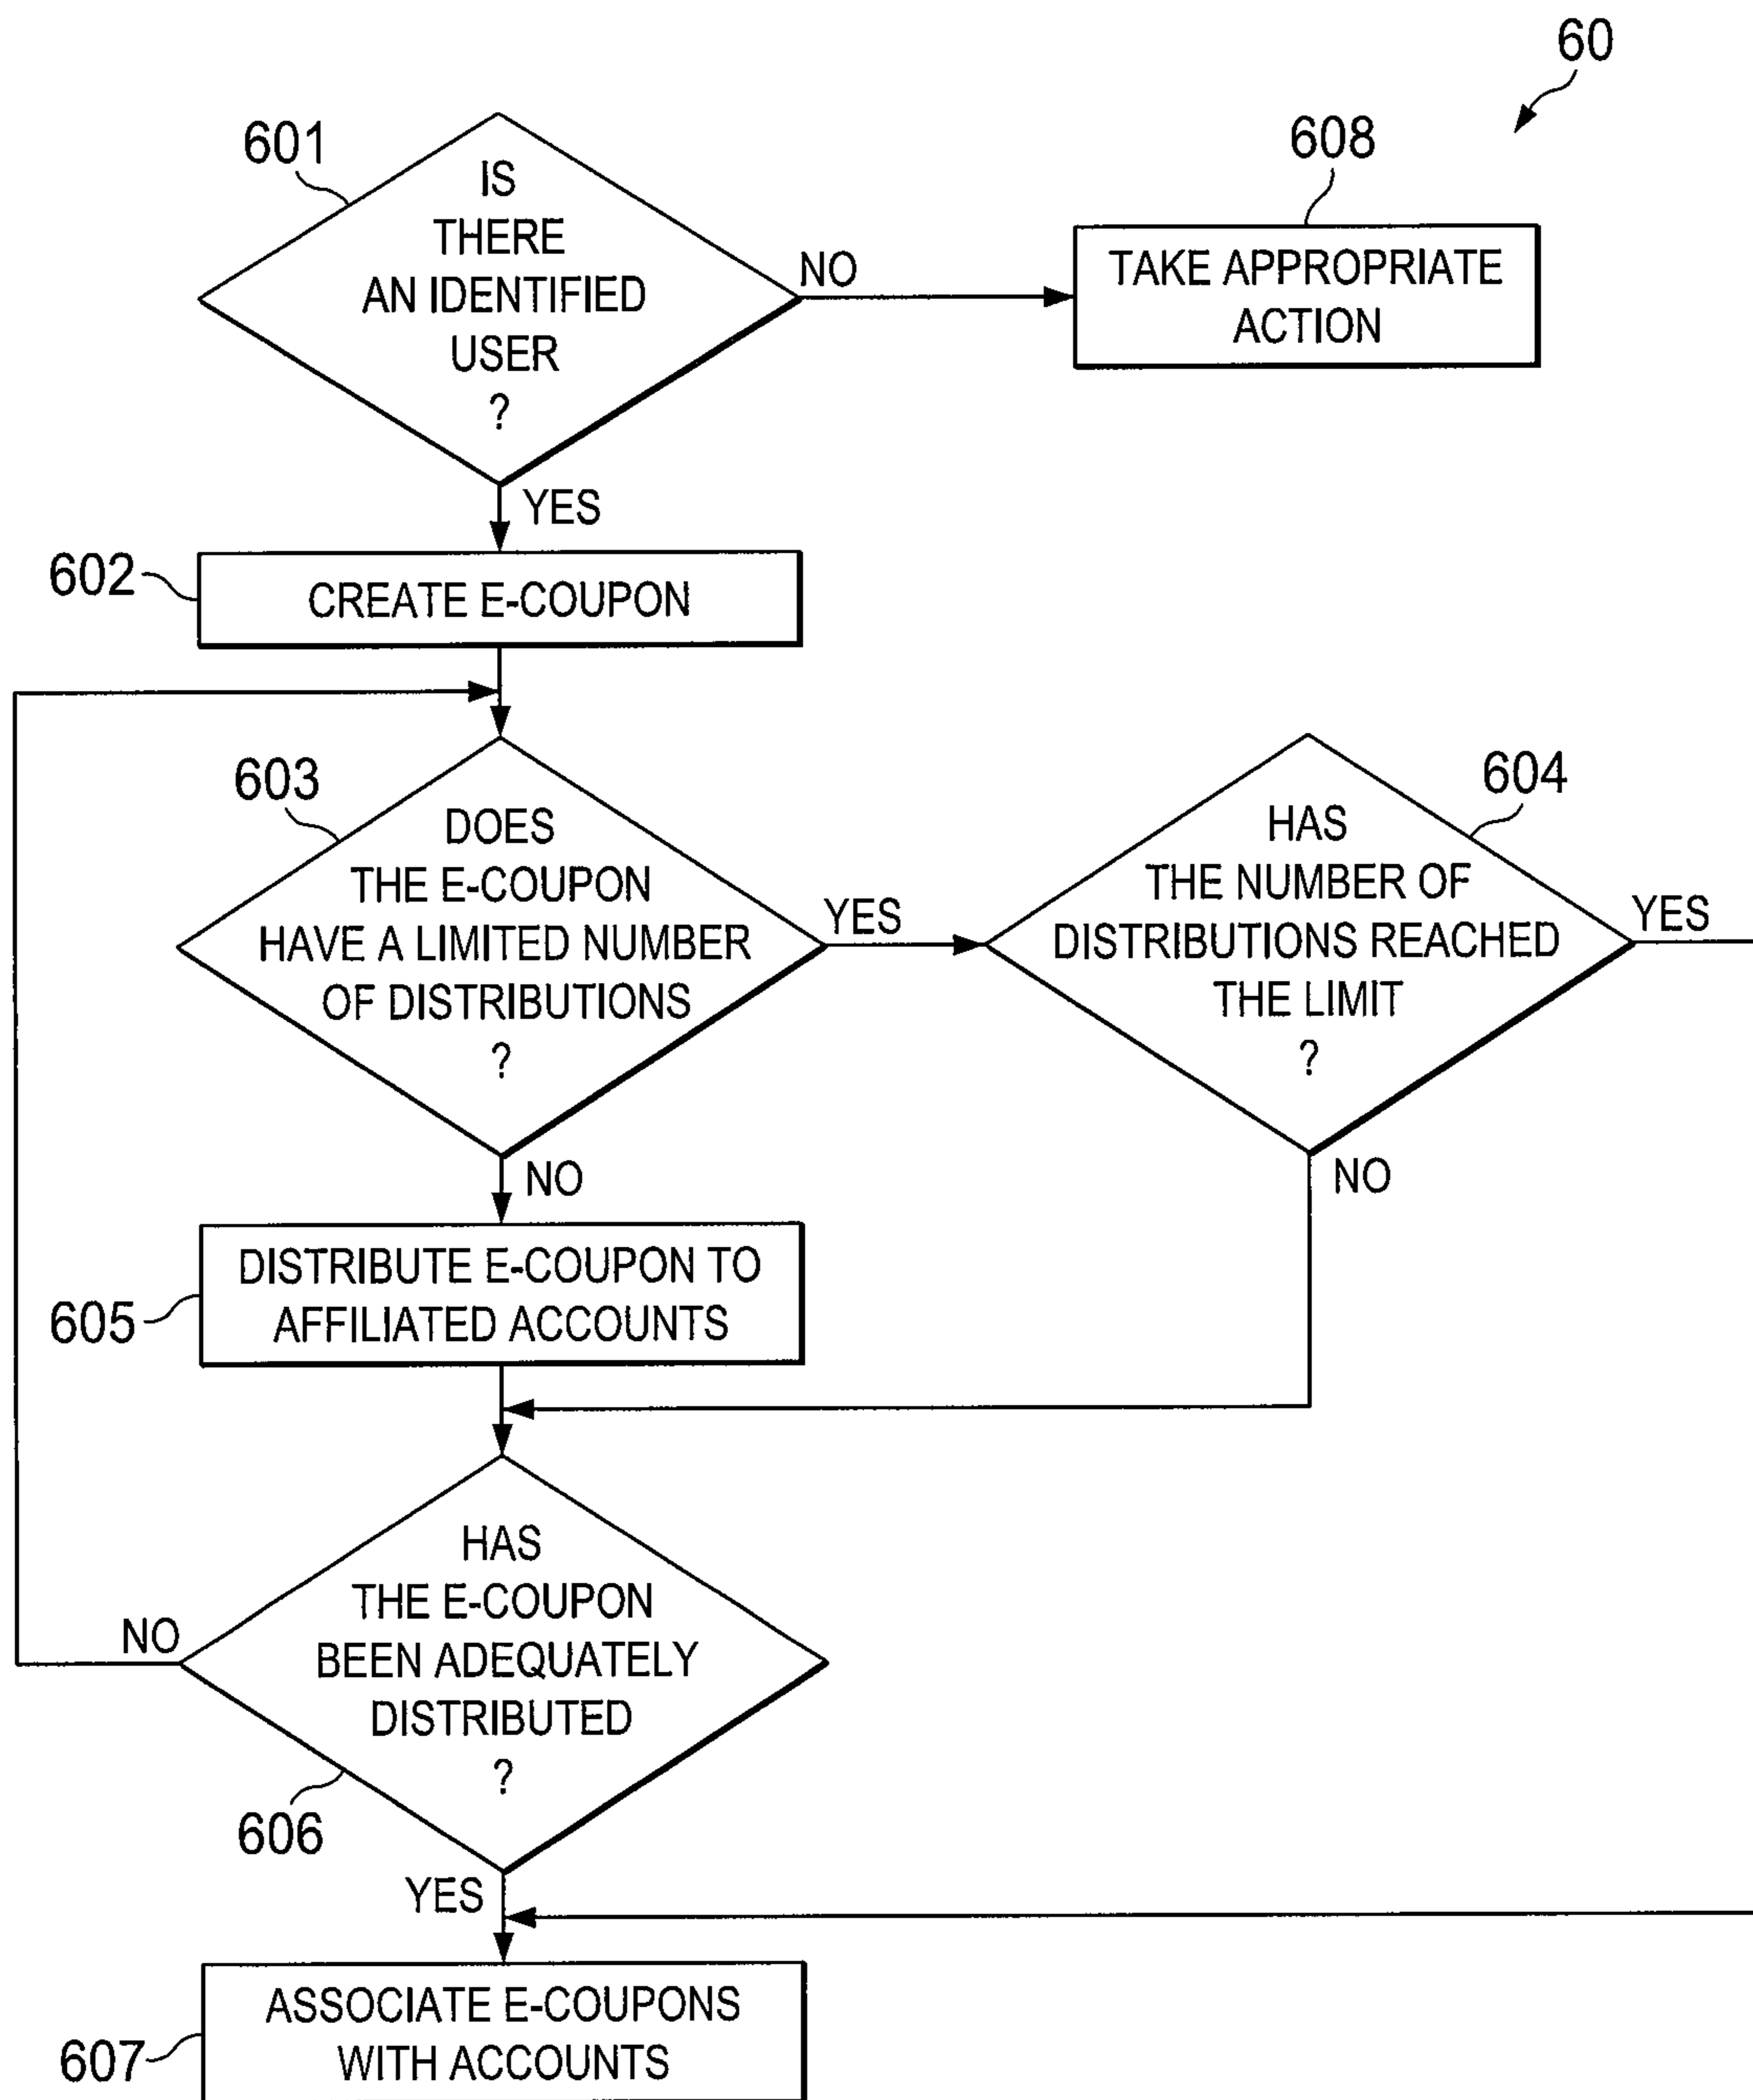 60
601
IS
THERE
AN IDENTIFIED
USER
?
NO
608
TAKE APPROPRIATE
ACTION
YES
602
CREATE E-COUPON
603
DOES
THE E-COUPON
HAVE A LIMITED NUMBER
OF DISTRIBUTIONS
?
YES
604
HAS
THE NUMBER OF
DISTRIBUTIONS REACHED
THE LIMIT
?
YES
NO
NO
605
DISTRIBUTE E-COUPON TO
AFFILIATED ACCOUNTS
HAS
THE E-COUPON
BEEN ADEQUATELY
DISTRIBUTED
?
NO
606
YES
607
ASSOCIATE E-COUPONS
WITH ACCOUNTS